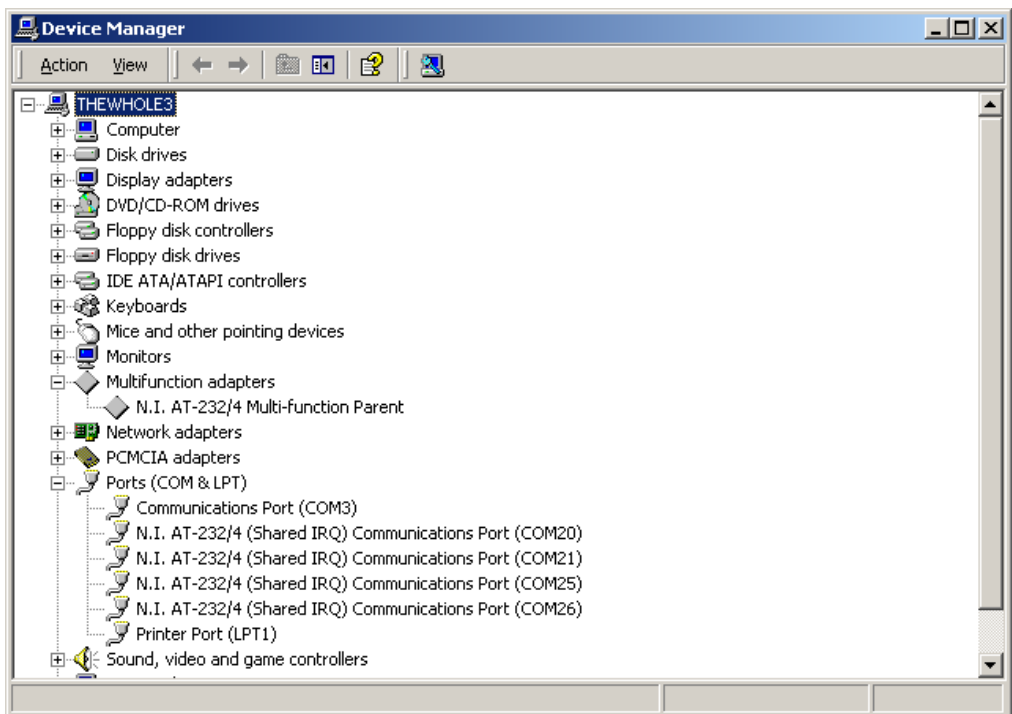 Device Manager
Action View
THEWHOLE3
Computer
Disk drives
Display adapters
DVD/CD-ROM drives
Floppy disk controllers
Floppy disk drives
IDE ATA/ATAPI controllers
Keyboards
Mice and other pointing devices
Monitors
Multifunction adapters
N.I. AT-232/4 Multi-function Parent
Network adapters
PCMCIA adapters
Ports (COM & LPT)
Communications Port (COM3)
N.I. AT-232/4 (Shared IRQ) Communications Port (COM20)
N.I. AT-232/4 (Shared IRQ) Communications Port (COM21)
N.I. AT-232/4 (Shared IRQ) Communications Port (COM25)
N.I. AT-232/4 (Shared IRQ) Communications Port (COM26)
Printer Port (LPT1)
Sound, video and game controllers